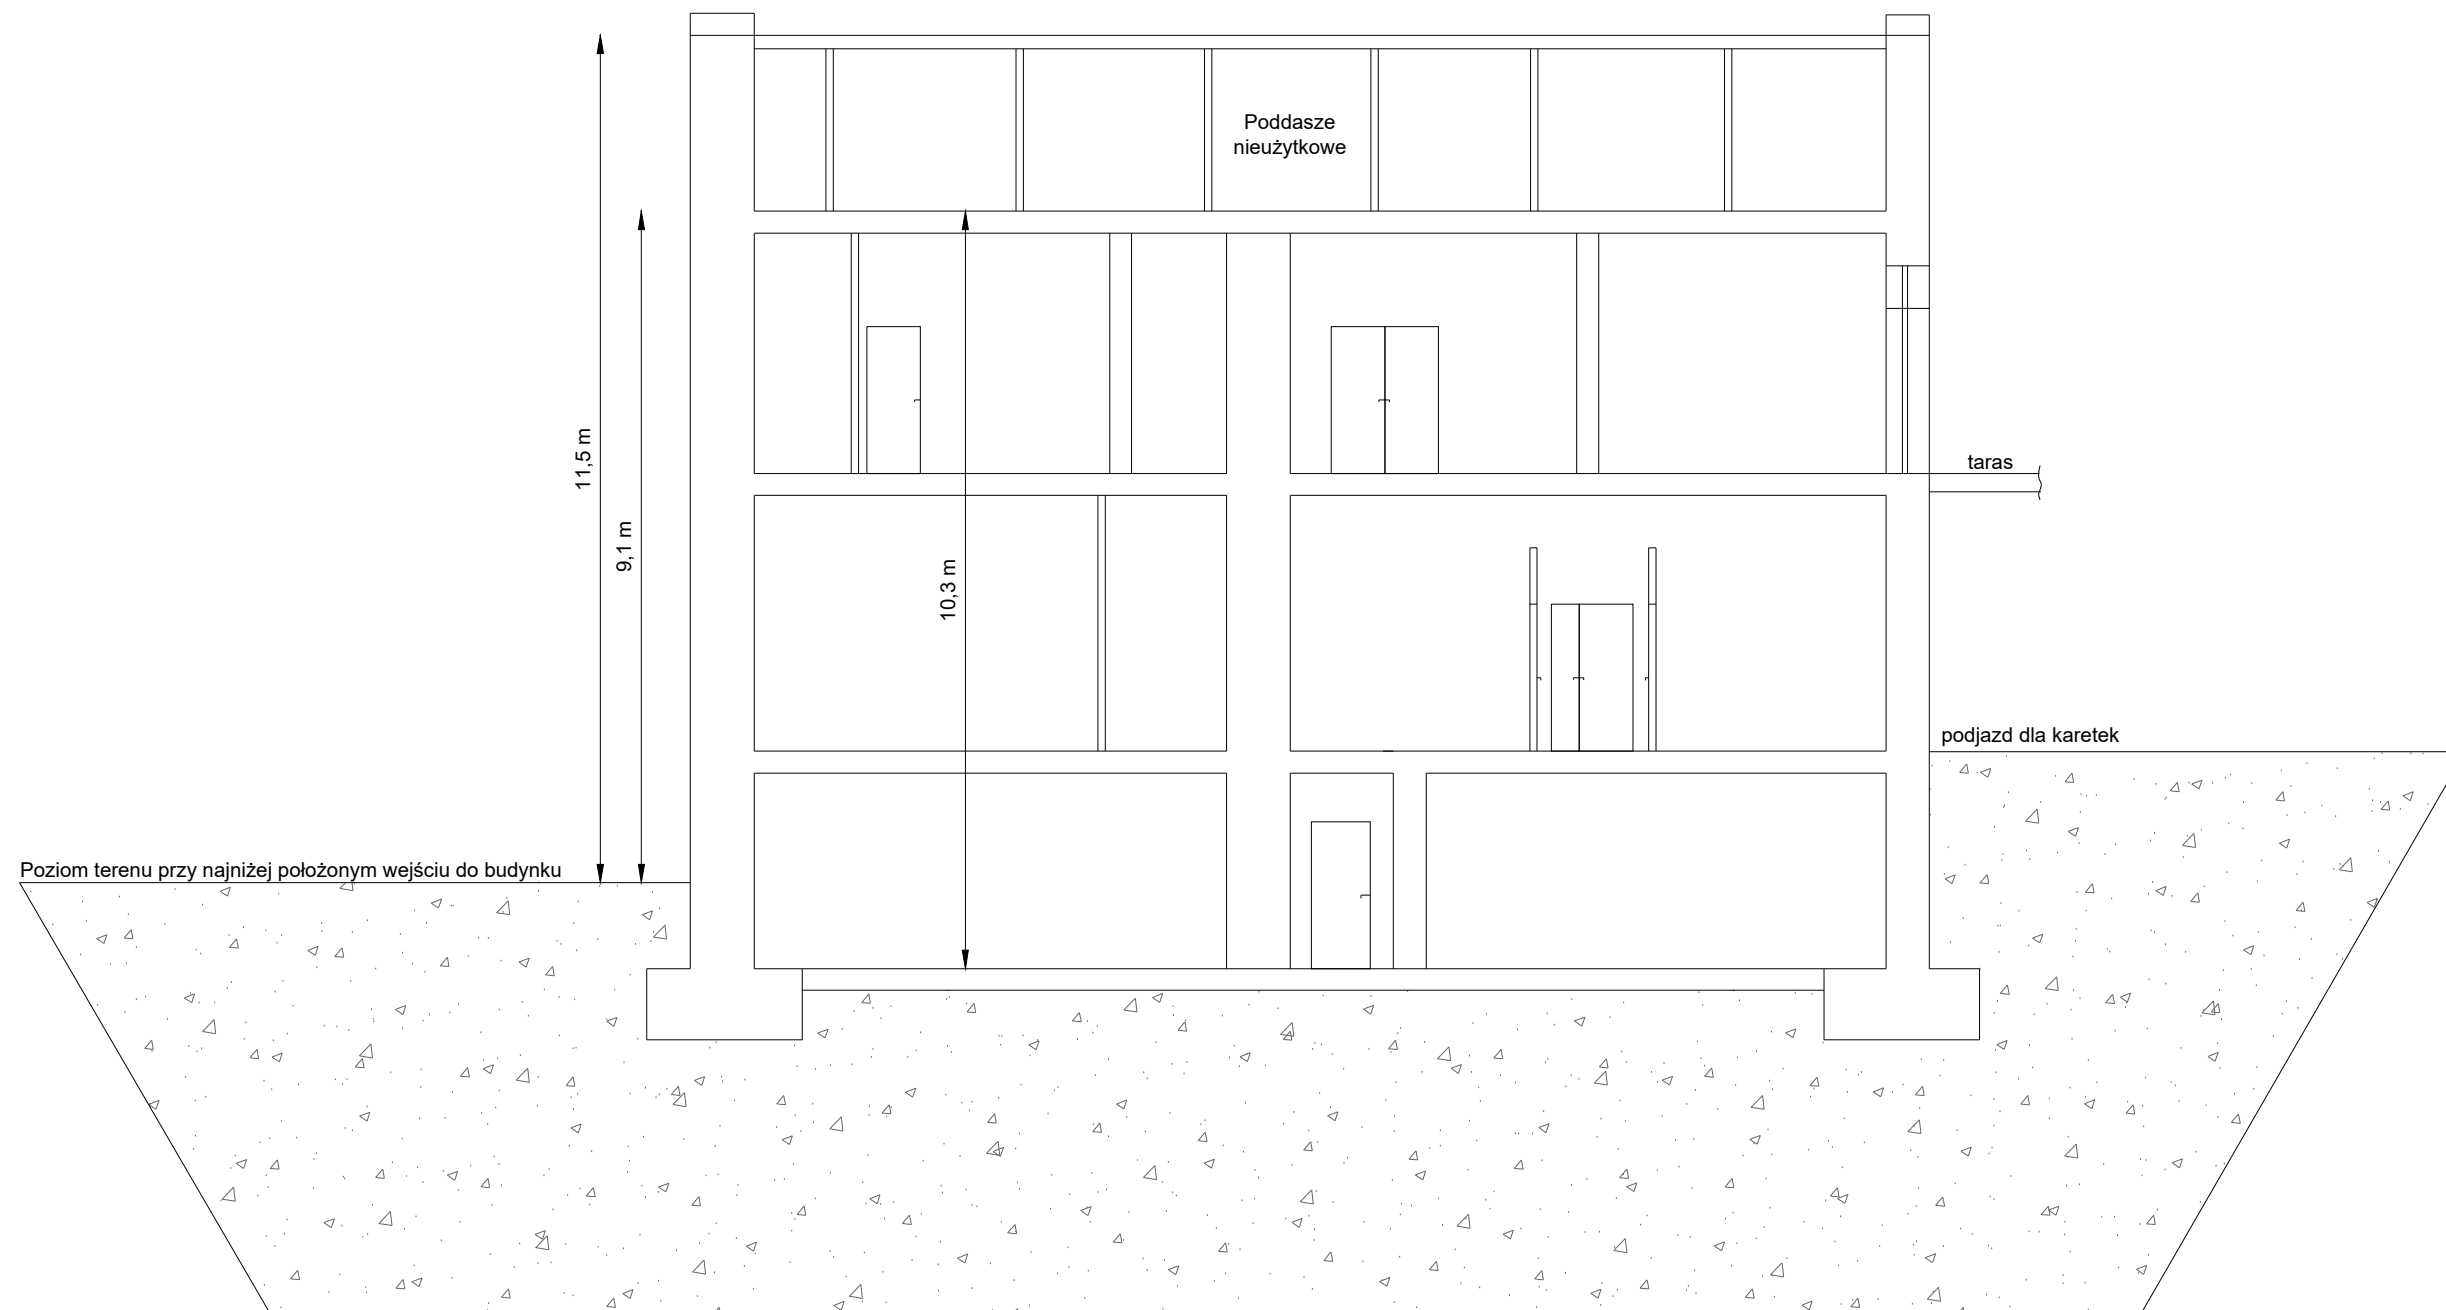 Poddasze
nieużytkowe
11,5 m
9,1 m
10,3 m
taras
podjazd dla karetek
Poziom terenu przy najniżej położonym wejściu do budynku